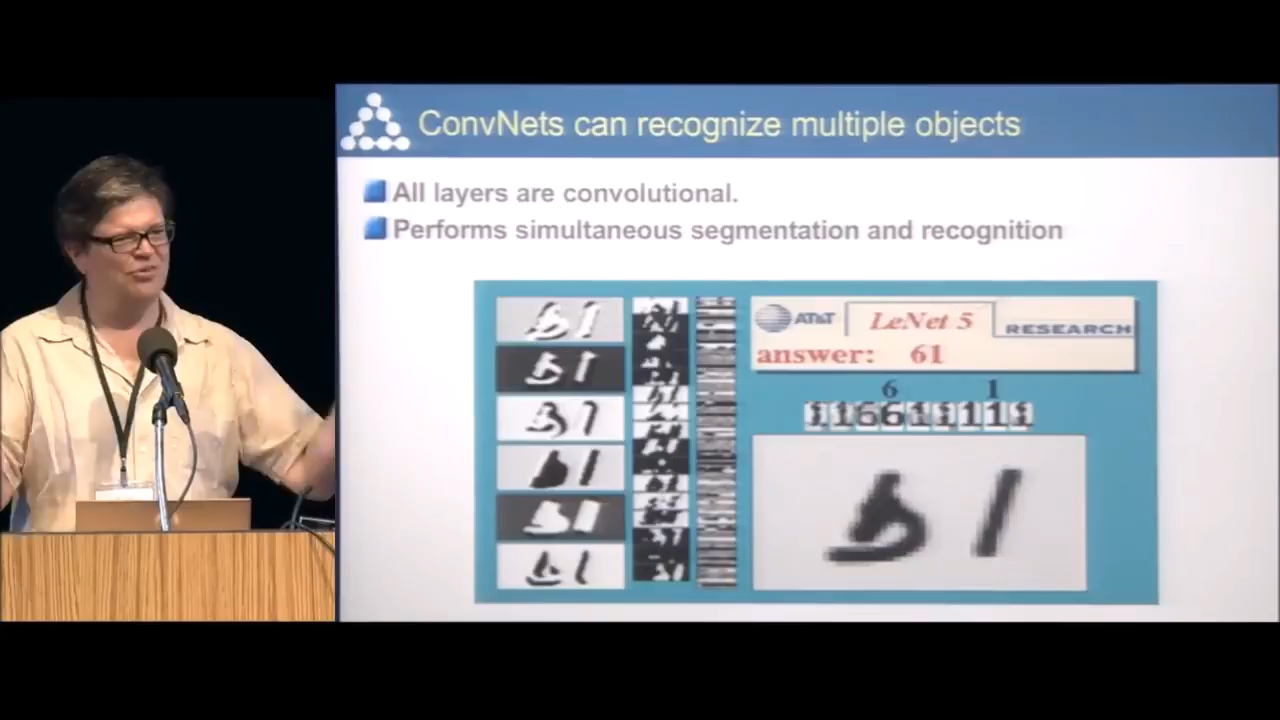 ConvNets can recognize multiple objects
All layers are convolutional.
Performs simultaneous segmentation and recognition
AT&T LeNet 5 RESEARCH
answer: 61
6 1